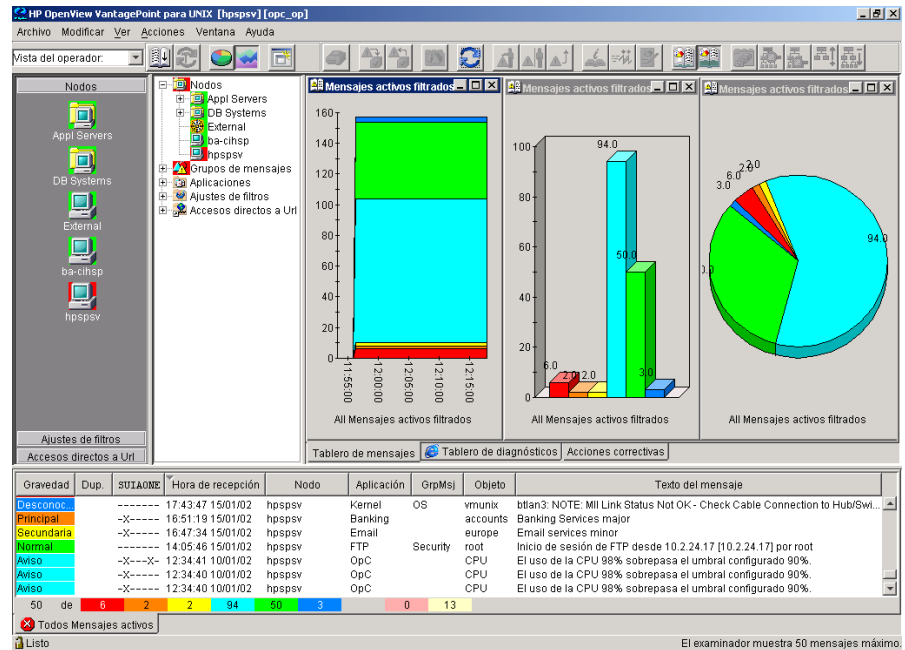 HP OpenView VantagePoint para UNIX [hpspsv] [opc_op]
Archivo Modificar Ver Acciones Ventana Ayuda
Vista del operador:
Nodos
Appl Servers
DB Systems
External
ba-cihsp
hpspsv
Ajustes de filtros
Accesos directos a Url
Nodos
Appl Servers
DB Systems
External
ba-cihsp
hpspsv
Grupos de mensajes
Aplicaciones
Ajustes de filtros
Accesos directos a Url
Mensajes activos filtrados
160
140
120
100
80
60
40
20
0
11:55:00
12:00:00
12:05:00
12:10:00
12:15:00
All Mensajes activos filtrados
Mensajes activos filtrados
100
80
60
40
20
0
6.0
2.0
2.0
94.0
50.0
3.0
All Mensajes activos filtrados
Mensajes activos filtrados
3.0
6.0
2.0
94.0
All Mensajes activos filtrados
Tablero de mensajes Tablero de diagnósticos Acciones correctivas
Gravedad Dup. SUIAONE Hora de recepción Nodo Aplicación GrpMsj Objeto Texto del mensaje
Desconoc... ------- 17:43:47 15/01/02 hpspsv Kernel OS vmunix btlan3: NOTE: MII Link Status Not OK - Check Cable Connection to Hub/Swi...
Principal -X----- 16:51:19 15/01/02 hpspsv Banking accounts Banking Services major
Secundaria -X----- 16:47:34 15/01/02 hpspsv Email europe Email services minor
Normal ------- 14:05:46 15/01/02 hpspsv FTP Security root Inicio de sesión de FTP desde 10.2.24.17 [10.2.24.17] por root
Aviso -X---X- 12:34:41 10/01/02 hpspsv OpC CPU El uso de la CPU 98% sobrepasa el umbral configurado 90%.
Aviso -X----- 12:34:40 10/01/02 hpspsv OpC CPU El uso de la CPU 98% sobrepasa el umbral configurado 90%.
Aviso -X----- 12:34:40 10/01/02 hpspsv OpC CPU El uso de la CPU 98% sobrepasa el umbral configurado 90%.
50 de 6 2 2 94 50 3 0 13
Todos Mensajes activos
Listo
El examinador muestra 50 mensajes máximo.